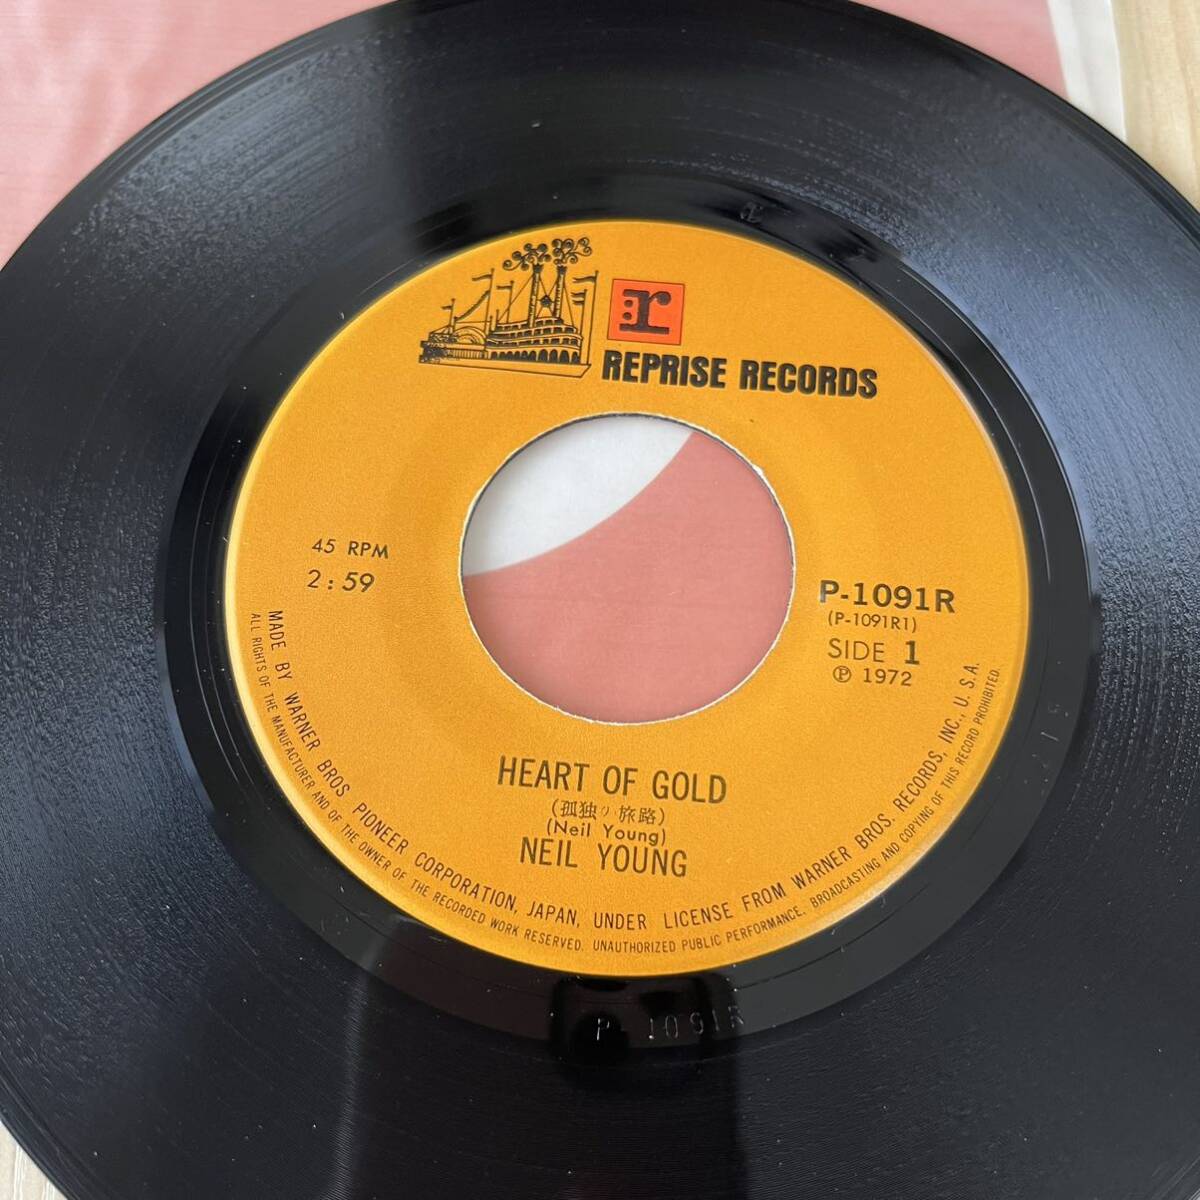 r
REPRISE RECORDS
45 RPM
2:59
P-1091R
(P-1091R1)
SIDE 1
Ⓟ 1972
HEART OF GOLD
(孤独の旅路)
(Neil Young)
NEIL YOUNG
MADE BY WARNER BROS. PIONEER CORPORATION, JAPAN, UNDER LICENSE FROM WARNER BROS. RECORDS, INC., U.S.A.
ALL RIGHTS OF THE MANUFACTURER AND OF THE OWNER OF THE RECORDED WORK RESERVED. UNAUTHORIZED PUBLIC PERFORMANCE. BROADCASTING AND COPYING OF THIS RECORD PROHIBITED.
P-1091R